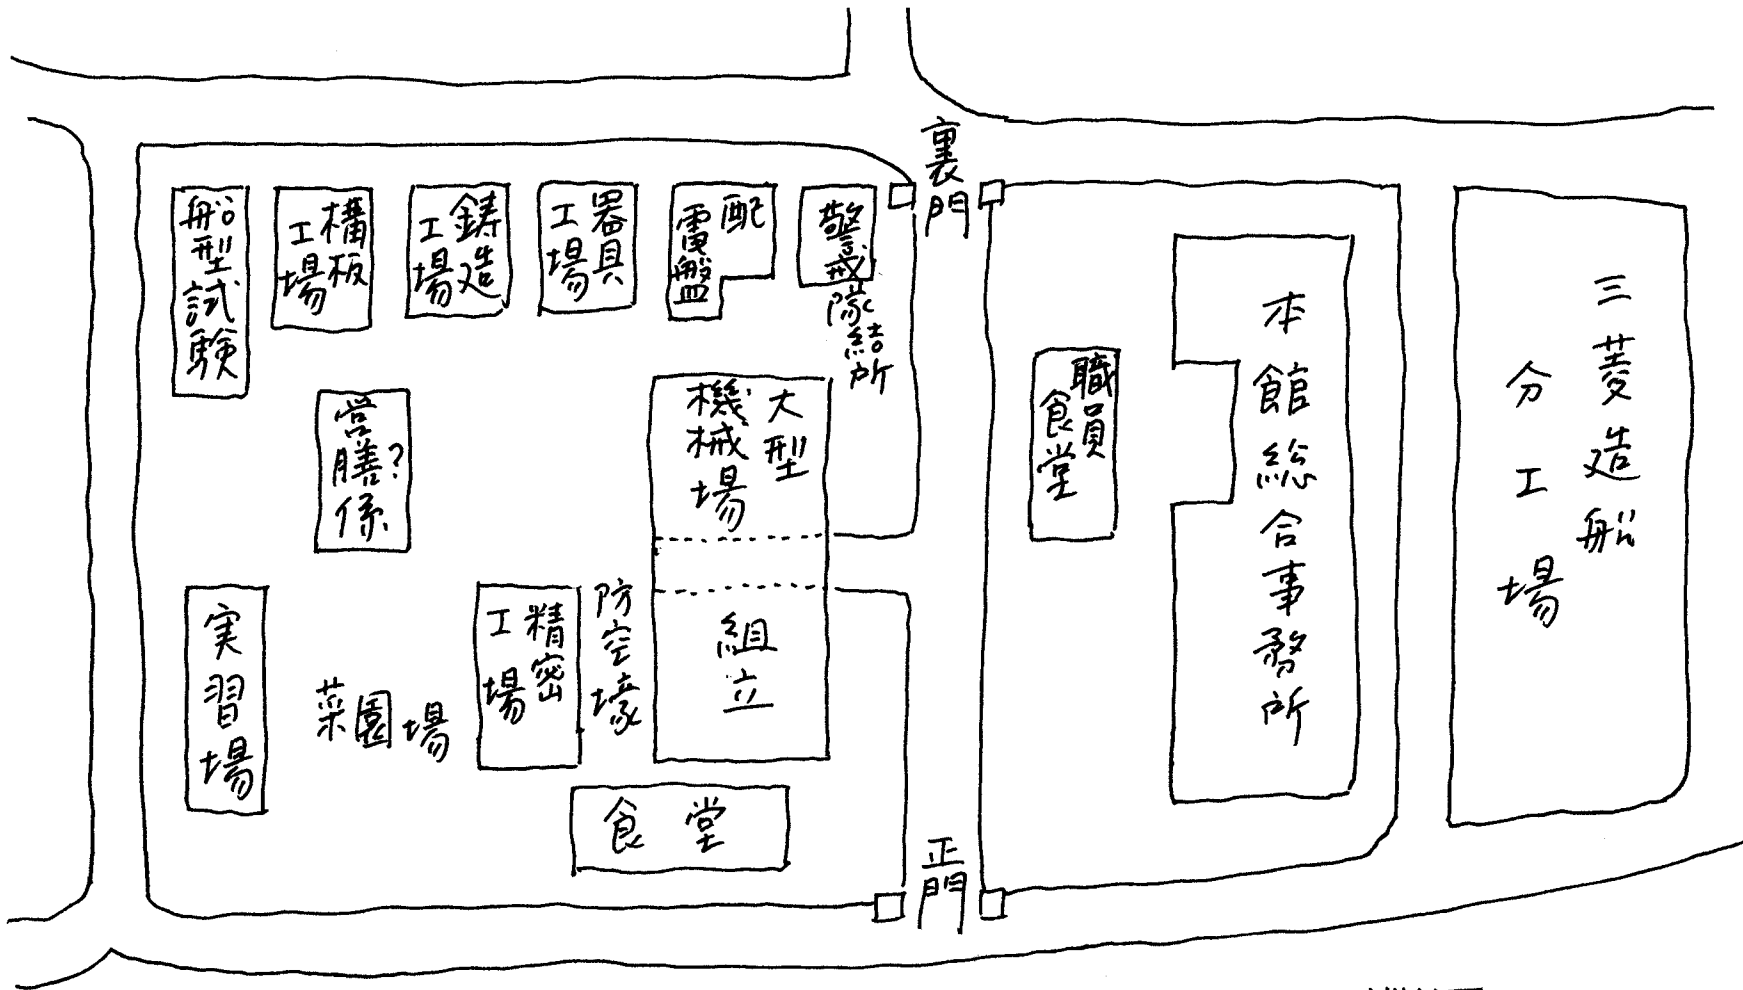 裏門
船型試験
構板
工場
鋳造
工場
器具
工場
配
電盤
警戒隊結所
営膳係
?
大型
機械場
組立
職員
食堂
本館総合事務所
三菱造船
分工場
実習場
菜園場
精密
工場
防空壕
食堂
正門